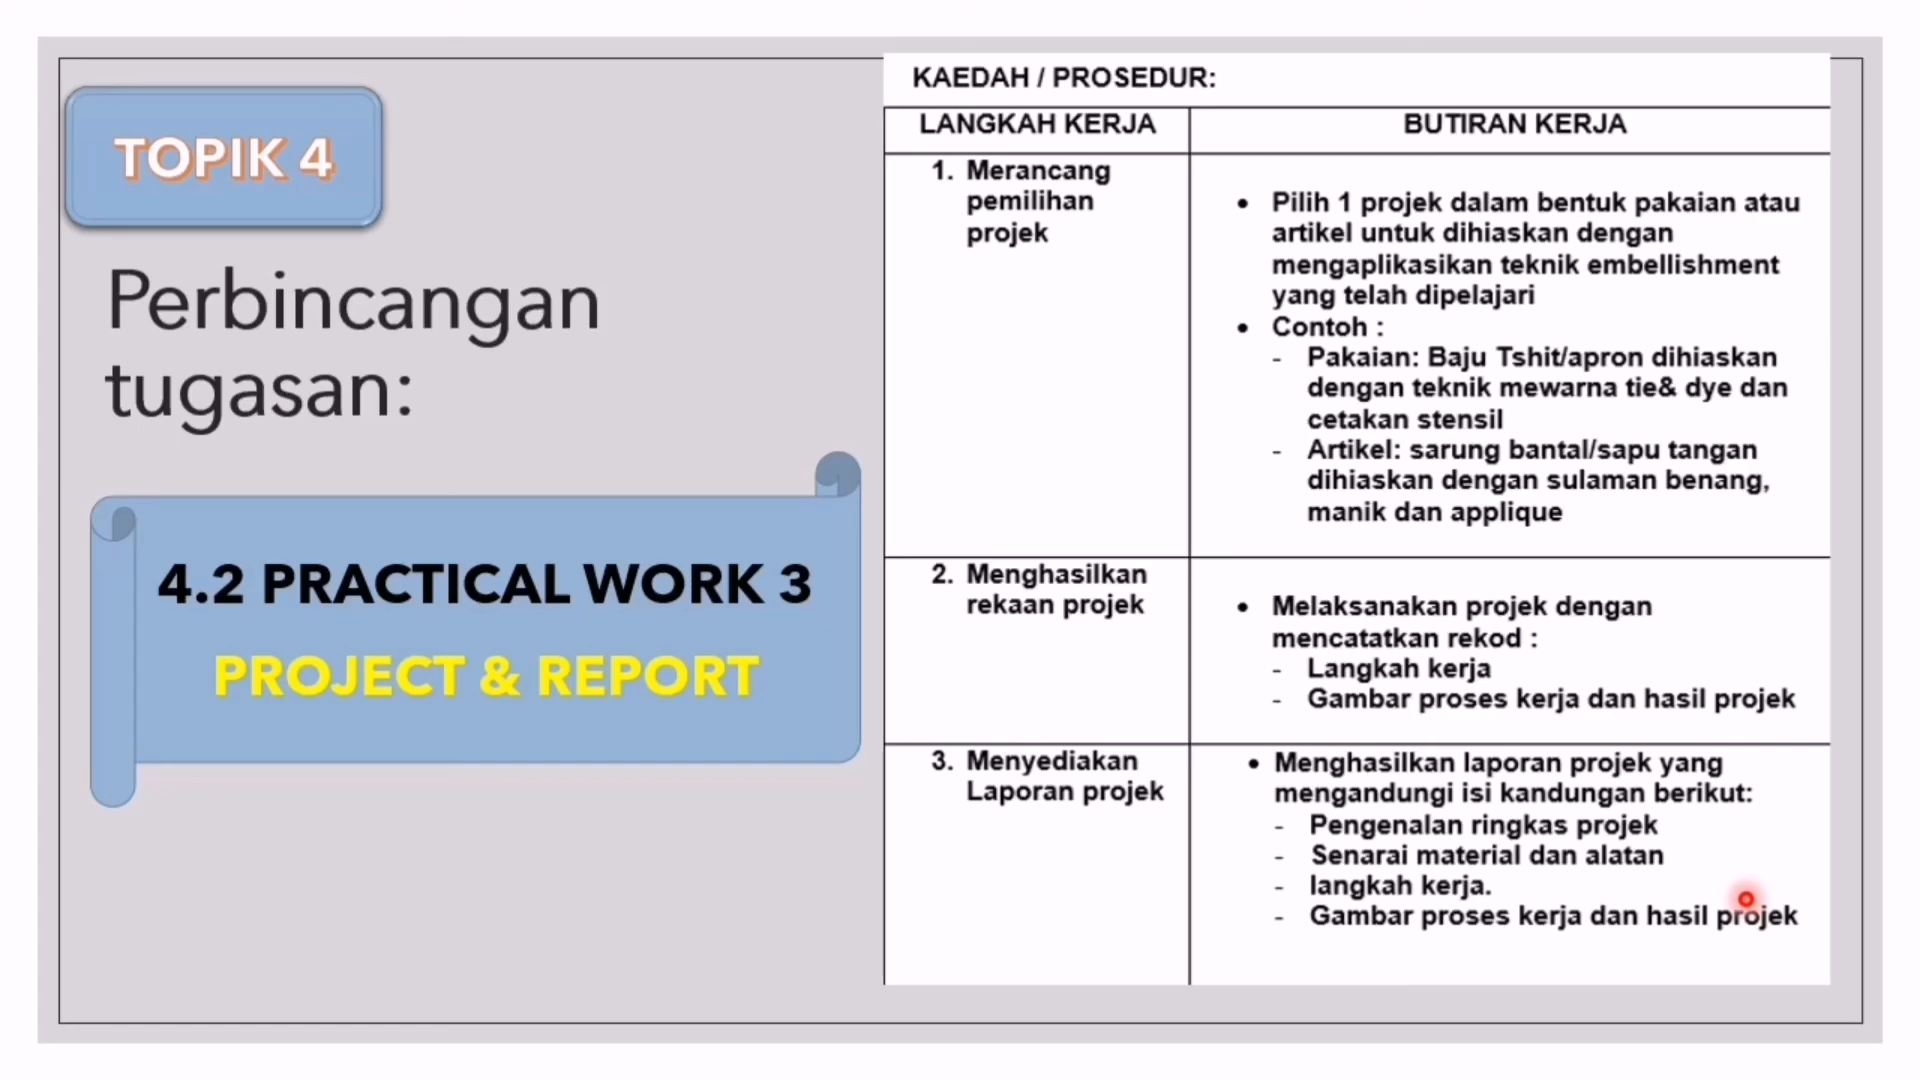 TOPIK 4
Perbincangan
tugasan:
4.2 PRACTICAL WORK 3
PROJECT & REPORT
KAEDAH / PROSEDUR:
LANGKAH KERJA
BUTIRAN KERJA
1. Merancang
pemilihan
projek
• Pilih 1 projek dalam bentuk pakaian atau
artikel untuk dihiaskan dengan
mengaplikasikan teknik embellishment
yang telah dipelajari
• Contoh :
- Pakaian: Baju Tshit/apron dihiaskan
dengan teknik mewarna tie& dye dan
cetakan stensil
- Artikel: sarung bantal/sapu tangan
dihiaskan dengan sulaman benang,
manik dan applique
2. Menghasilkan
rekaan projek
• Melaksanakan projek dengan
mencatatkan rekod :
- Langkah kerja
- Gambar proses kerja dan hasil projek
3. Menyediakan
Laporan projek
• Menghasilkan laporan projek yang
mengandungi isi kandungan berikut:
- Pengenalan ringkas projek
- Senarai material dan alatan
- langkah kerja.
- Gambar proses kerja dan hasil projek